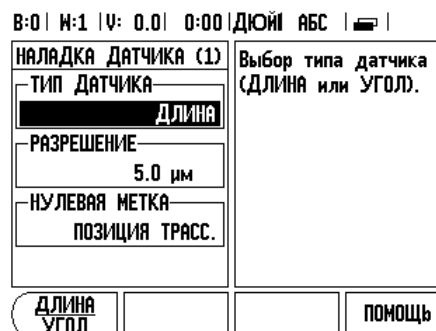 В:0 | И:1 | V: 0.0 | 0:00 | ДЮЙМ АБС
НАЛАДКА ДАТЧИКА (1)
ТИП ДАТЧИКА
ДЛИНА
РАЗРЕШЕНИЕ
5.0 µм
НУЛЕВАЯ МЕТКА
ПОЗИЦИЯ ТРАСС.
Выбор типа датчика
(ДЛИНА или УГОЛ).
ДЛИНА
УГОЛ
ПОМОЩЬ